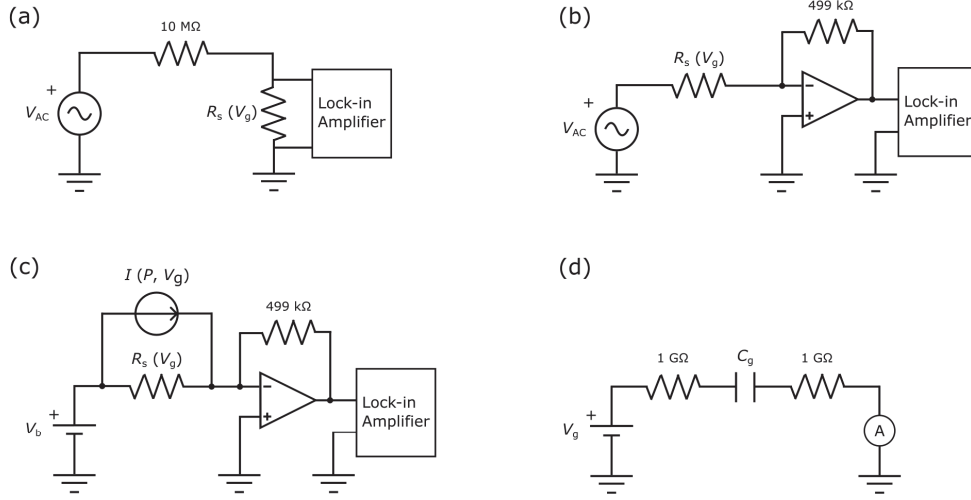 (a)
10 MΩ
+
V_AC
R_s (V_g)
Lock-in
Amplifier
(b)
499 kΩ
R_s (V_g)
+
V_AC
−
+
Lock-in
Amplifier
(c)
I (P, V_g)
499 kΩ
R_s (V_g)
+
V_b
−
+
Lock-in
Amplifier
(d)
1 GΩ
C_g
1 GΩ
+
V_g
A